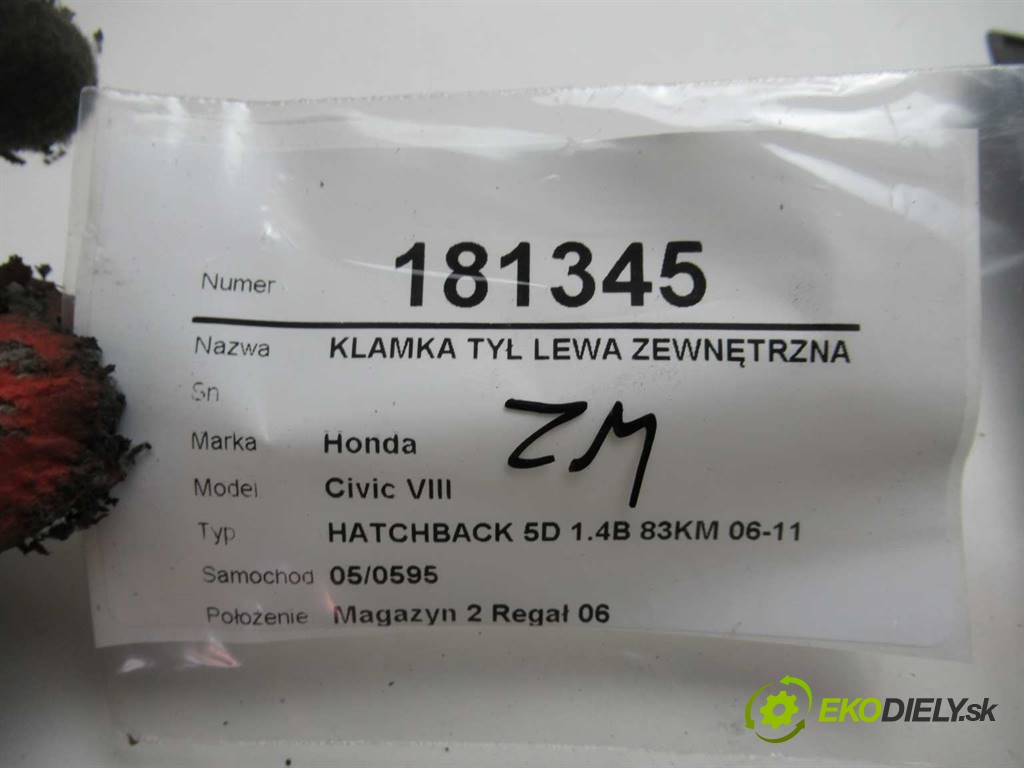 Numer 181345
Nazwa KLAMKA TYŁ LEWA ZEWNĘTRZNA
Sn
ZM
Marka Honda
Model Civic VIII
Typ HATCHBACK 5D 1.4B 83KM 06-11
Samochod 05/0595
Położenie Magazyn 2 Regał 06
EKODIELY.sk